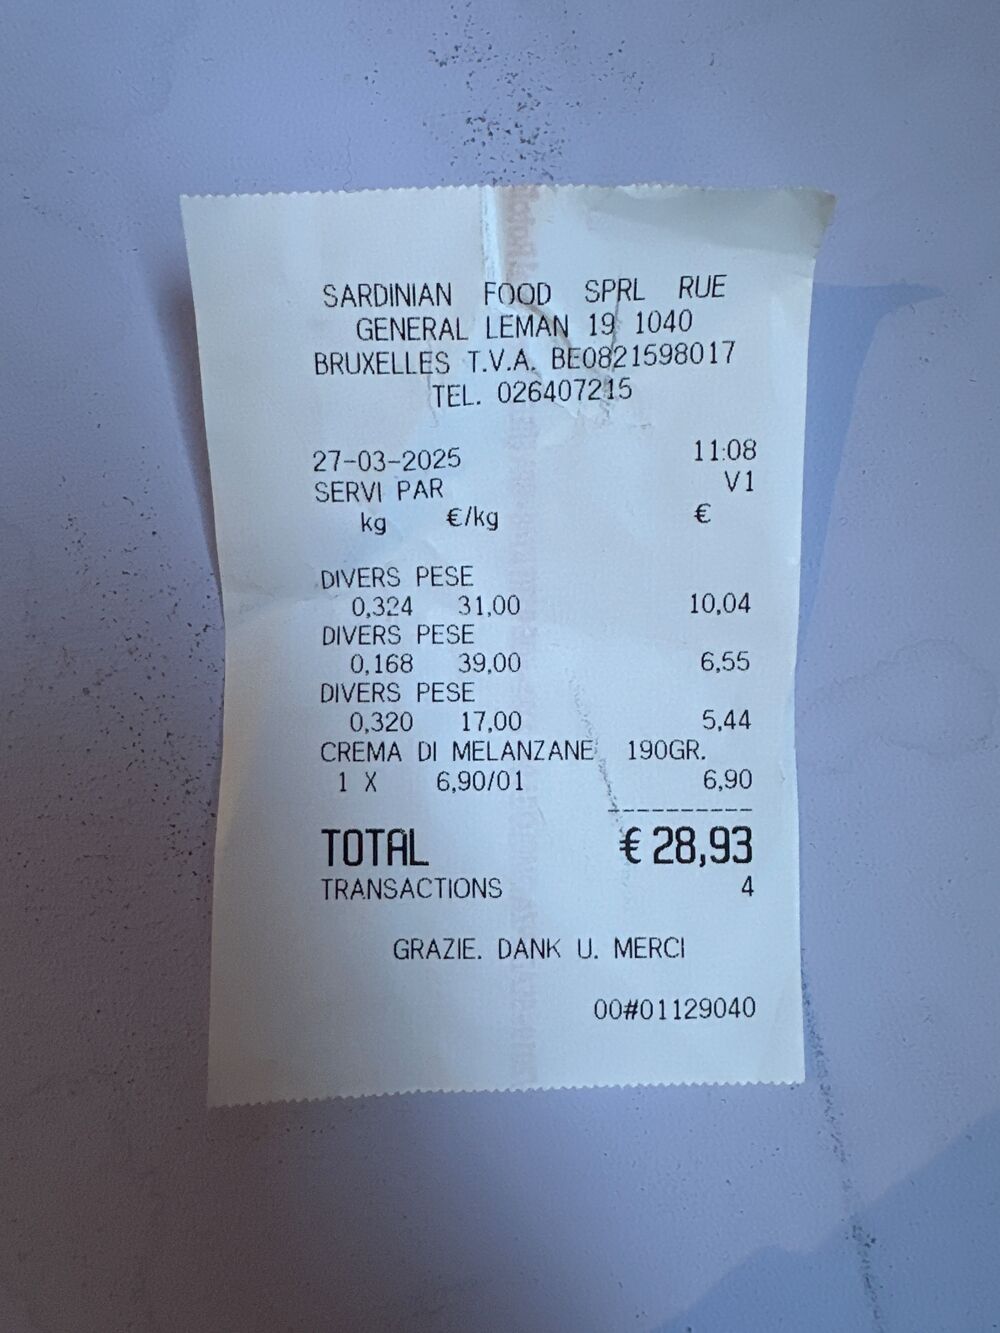 SARDINIAN FOOD SPRL RUE
GENERAL LEMAN 19 1040
BRUXELLES T.V.A. BE0821598017
TEL. 026407215
27-03-2025 11:08
SERVI PAR V1
kg €/kg €
DIVERS PESE
0,324 31,00 10,04
DIVERS PESE
0,168 39,00 6,55
DIVERS PESE
0,320 17,00 5,44
CREMA DI MELANZANE 190GR.
1 X 6,90/01 6,90
TOTAL € 28,93
TRANSACTIONS 4
GRAZIE. DANK U. MERCI
00#01129040